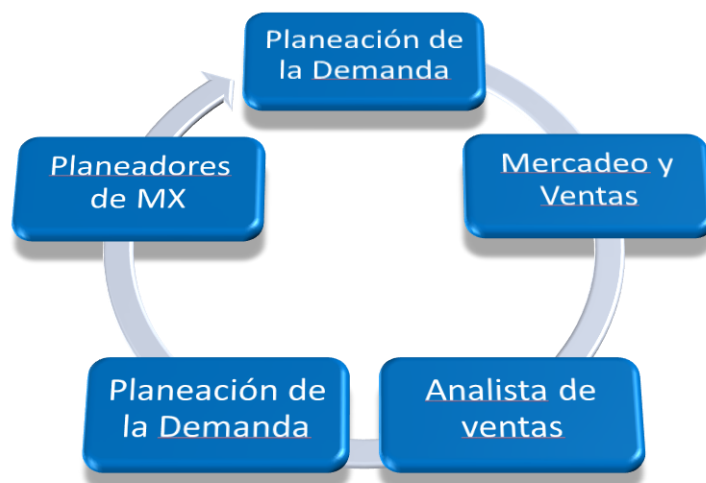 Planeación de
la Demanda
Mercadeo y
Ventas
Analista de
ventas
Planeación de
la Demanda
Planeadores
de MX